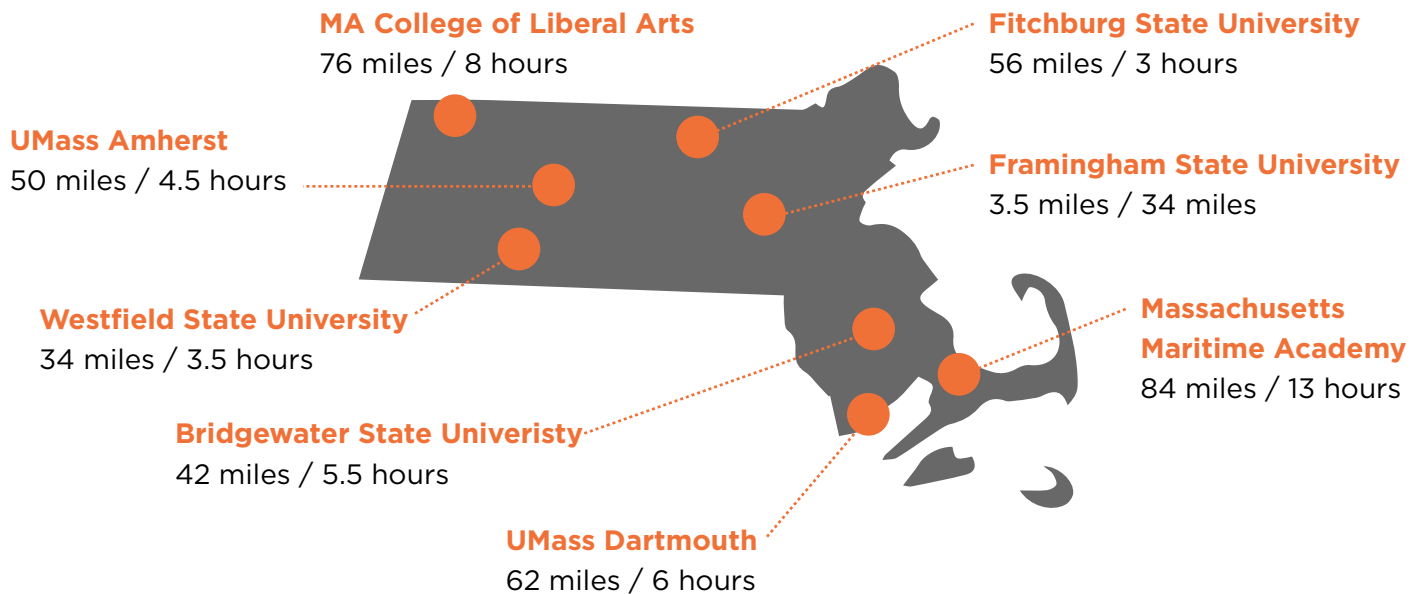 MA College of Liberal Arts
76 miles / 8 hours
Fitchburg State University
56 miles / 3 hours
UMass Amherst
50 miles / 4.5 hours
Framingham State University
3.5 miles / 34 miles
Westfield State University
34 miles / 3.5 hours
Massachusetts
Maritime Academy
84 miles / 13 hours
Bridgewater State Univeristy
42 miles / 5.5 hours
UMass Dartmouth
62 miles / 6 hours